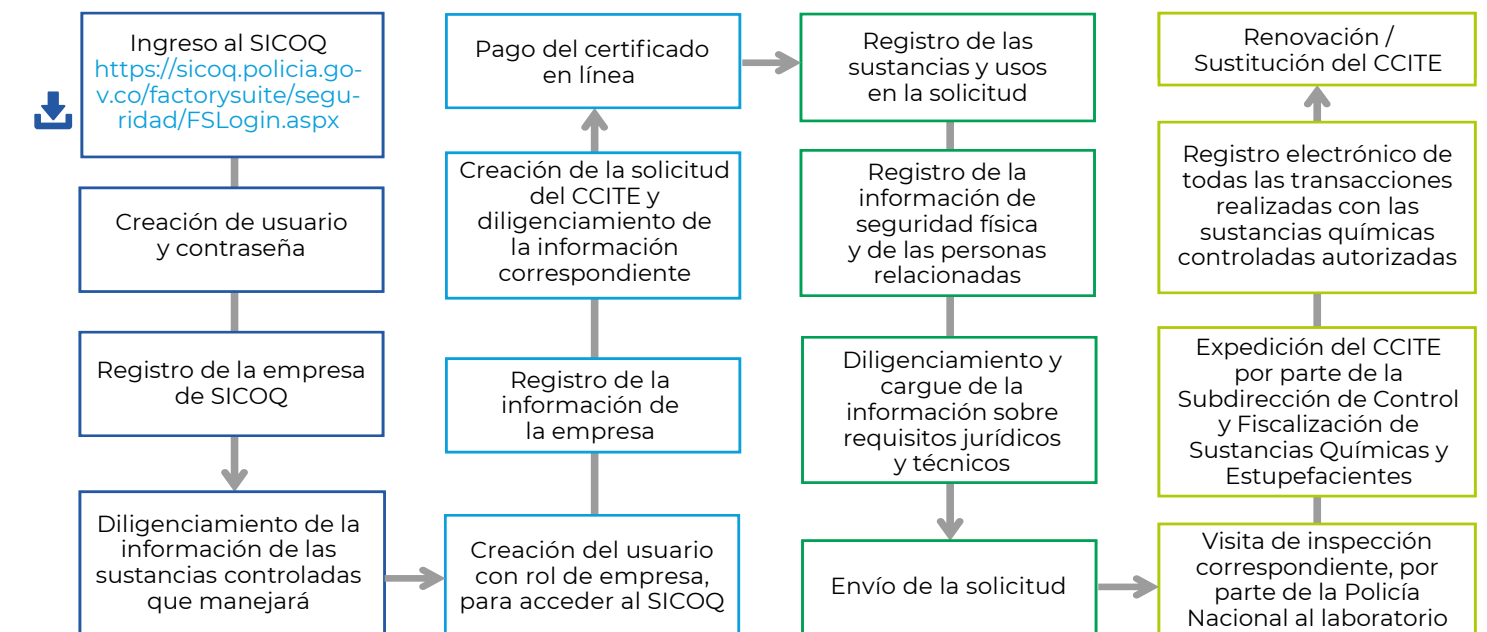 Ingreso al SICOQ
https://sicoq.policia.go-
v.co/factorysuite/segu-
ridad/FSLogin.aspx
Creación de usuario
y contraseña
Registro de la empresa
de SICOQ
Diligenciamiento de la
información de las
sustancias controladas
que manejará
Creación del usuario
con rol de empresa,
para acceder al SICOQ
Registro de la
información de
la empresa
Creación de la solicitud
del CCITE y
diligenciamiento de
la información
correspondiente
Pago del certificado
en línea
Registro de las
sustancias y usos
en la solicitud
Registro de la
información de
seguridad física
y de las personas
relacionadas
Diligenciamiento y
cargue de la
información sobre
requisitos jurídicos
y técnicos
Envío de la solicitud
Visita de inspección
correspondiente, por
parte de la Policía
Nacional al laboratorio
Expedición del CCITE
por parte de la
Subdirección de Control
y Fiscalización de
Sustancias Químicas y
Estupefacientes
Registro electrónico de
todas las transacciones
realizadas con las
sustancias químicas
controladas autorizadas
Renovación /
Sustitución del CCITE